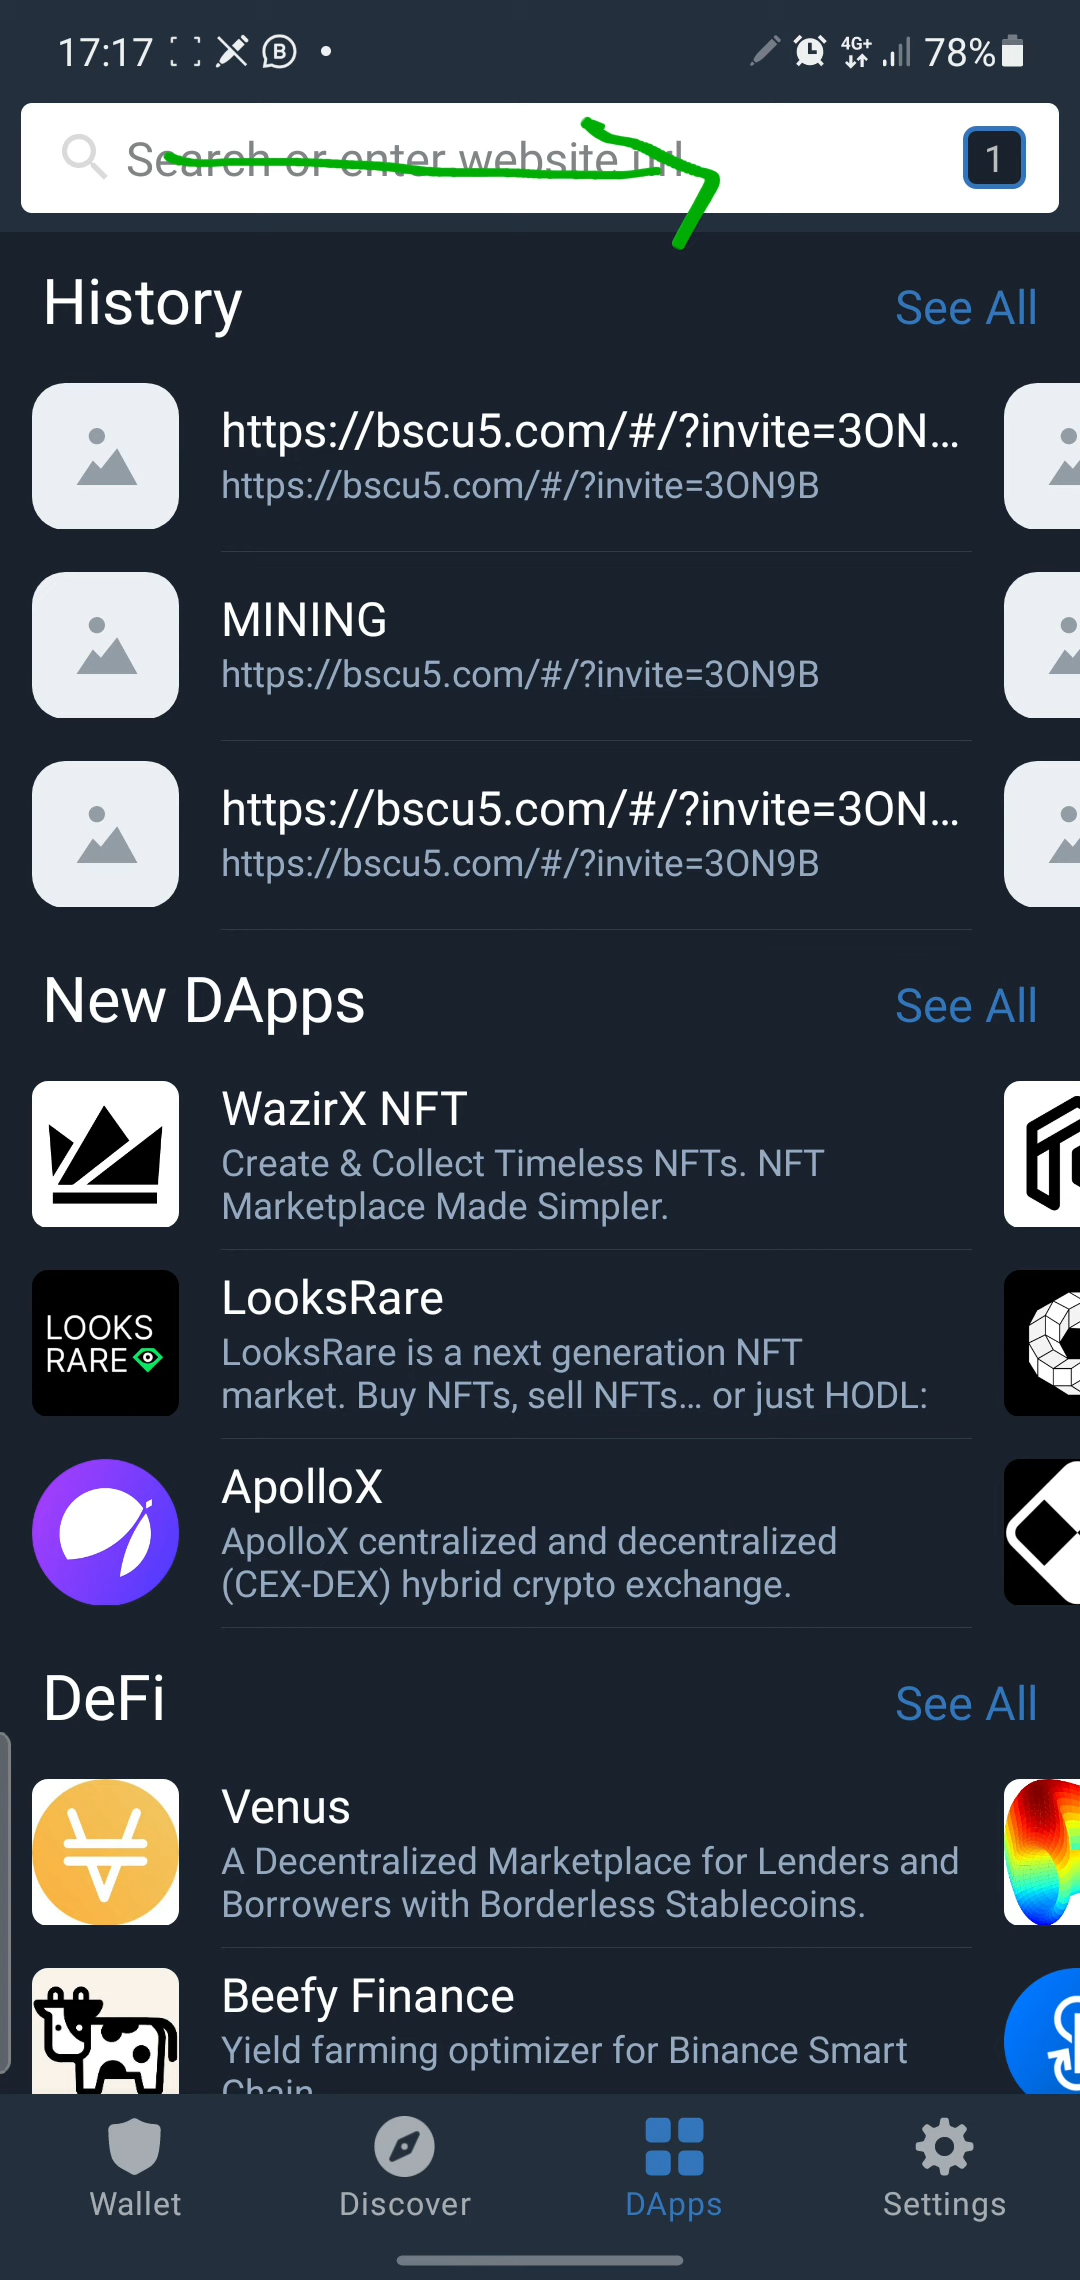 17:17
4G+
78%
Search or enter website url
1
History
See All
https://bscu5.com/#/?invite=3ON...
https://bscu5.com/#/?invite=3ON9B
MINING
https://bscu5.com/#/?invite=3ON9B
https://bscu5.com/#/?invite=3ON...
https://bscu5.com/#/?invite=3ON9B
New DApps
See All
WazirX NFT
Create & Collect Timeless NFTs. NFT
Marketplace Made Simpler.
LOOKS
RARE
LooksRare
LooksRare is a next generation NFT
market. Buy NFTs, sell NFTs... or just HODL:
ApolloX
ApolloX centralized and decentralized
(CEX-DEX) hybrid crypto exchange.
DeFi
See All
Venus
A Decentralized Marketplace for Lenders and
Borrowers with Borderless Stablecoins.
Beefy Finance
Yield farming optimizer for Binance Smart
Chain
Wallet
Discover
DApps
Settings